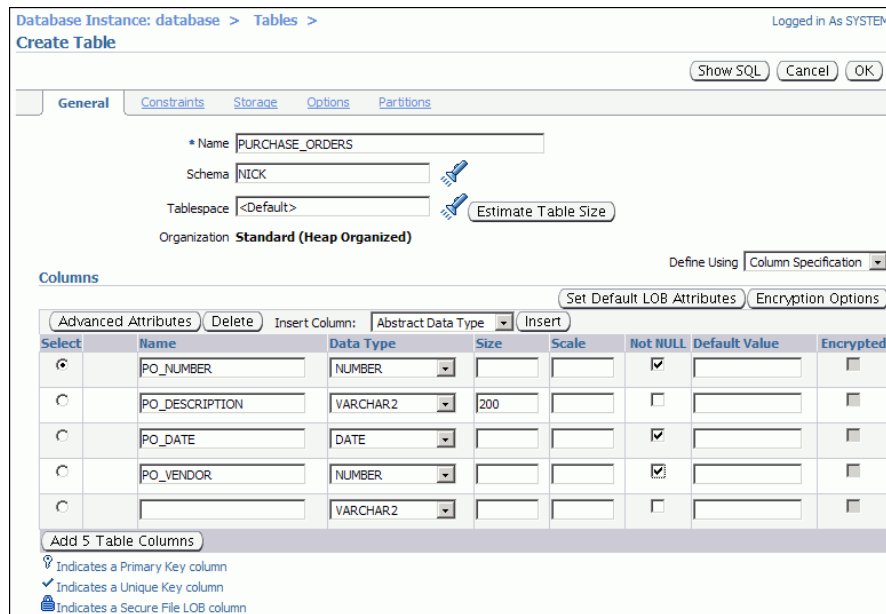 Database Instance: database > Tables >
Logged in As SYSTEM
Create Table
Show SQL Cancel OK
General Constraints Storage Options Partitions
* Name PURCHASE_ORDERS
Schema NICK
Tablespace <Default> Estimate Table Size
Organization Standard (Heap Organized)
Define Using Column Specification
Columns
Set Default LOB Attributes Encryption Options
Advanced Attributes Delete Insert Column: Abstract Data Type Insert
Select Name Data Type Size Scale Not NULL Default Value Encrypted
PO_NUMBER NUMBER
PO_DESCRIPTION VARCHAR2 200
PO_DATE DATE
PO_VENDOR NUMBER
VARCHAR2
Add 5 Table Columns
Indicates a Primary Key column
Indicates a Unique Key column
Indicates a Secure File LOB column